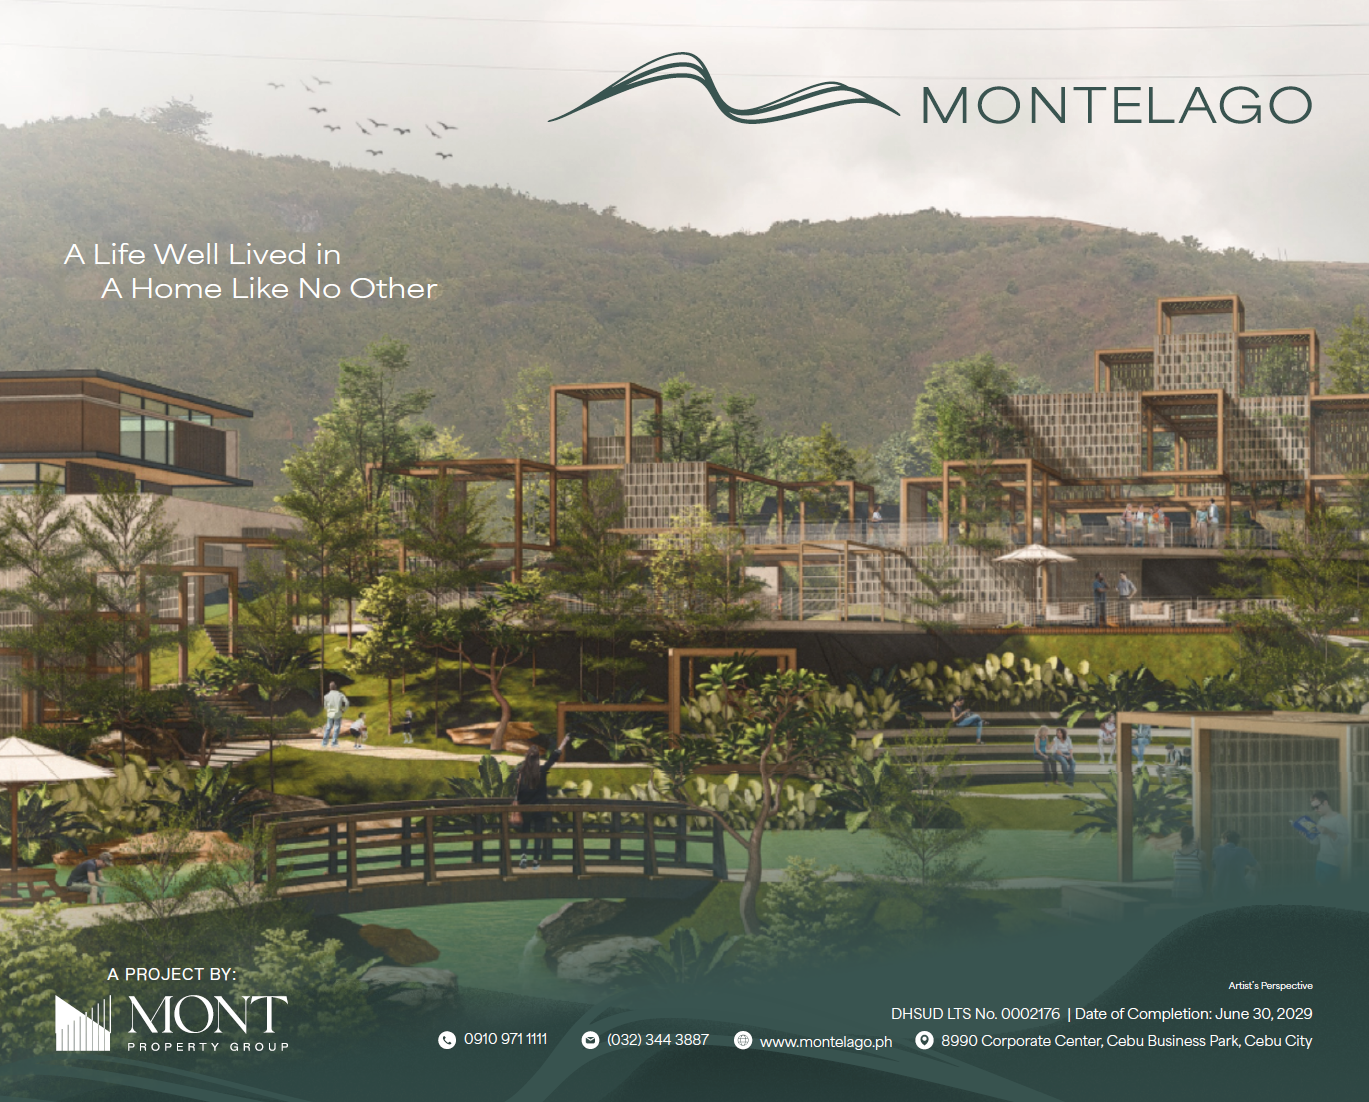 MONTELAGO
A Life Well Lived in
A Home Like No Other
A PROJECT BY:
MONT
PROPERTY GROUP
Artist's Perspective
DHSUD LTS No. 0002176 | Date of Completion: June 30, 2029
0910 971 1111
(032) 344 3887
www.montelago.ph
8990 Corporate Center, Cebu Business Park, Cebu City